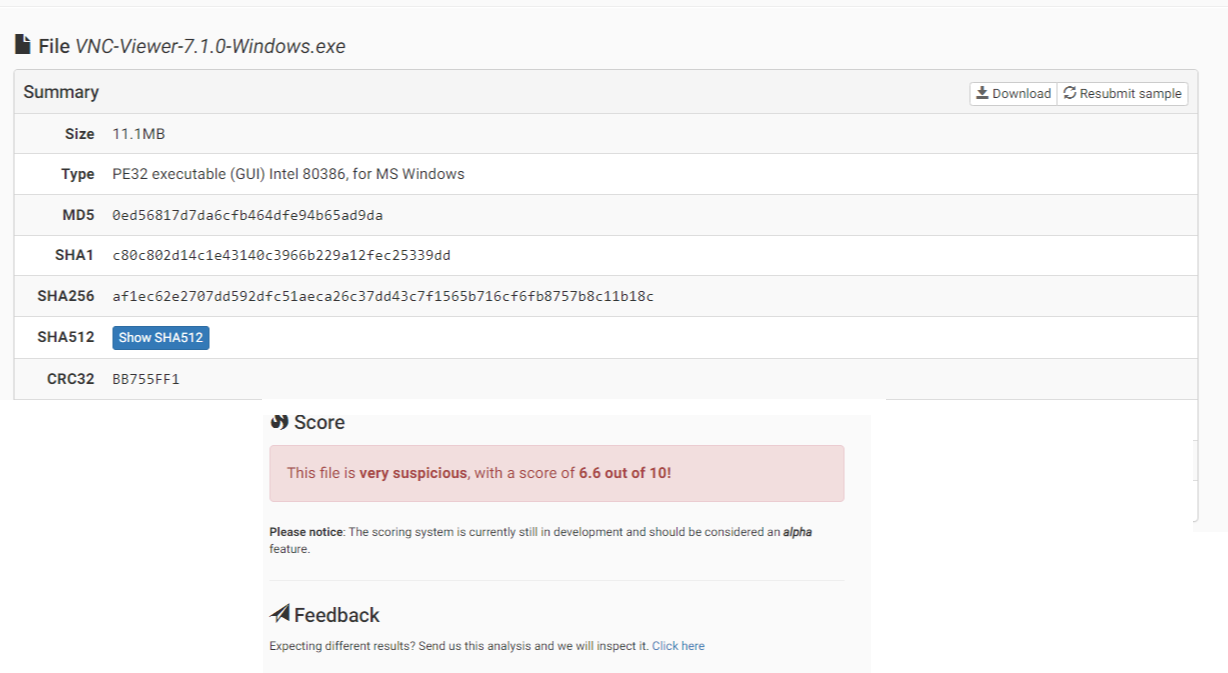 File VNC-Viewer-7.1.0-Windows.exe
Summary
Download Resubmit sample
Size 11.1MB
Type PE32 executable (GUI) Intel 80386, for MS Windows
MD5 0ed56817d7da6cfb464dfe94b65ad9da
SHA1 c80c802d14c1e43140c3966b229a12fec25339dd
SHA256 af1ec62e2707dd592dfc51aeca26c37dd43c7f1565b716cf6fb8757b8c11b18c
SHA512 Show SHA512
CRC32 BB755FF1
Score
This file is very suspicious, with a score of 6.6 out of 10!
Please notice: The scoring system is currently still in development and should be considered an alpha
feature.
Feedback
Expecting different results? Send us this analysis and we will inspect it. Click here